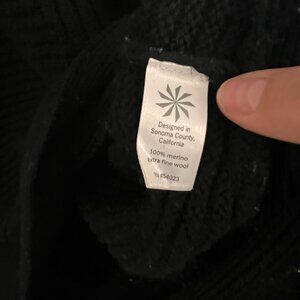 Designed in
Sonoma County,
California
100% merino
extra fine wool